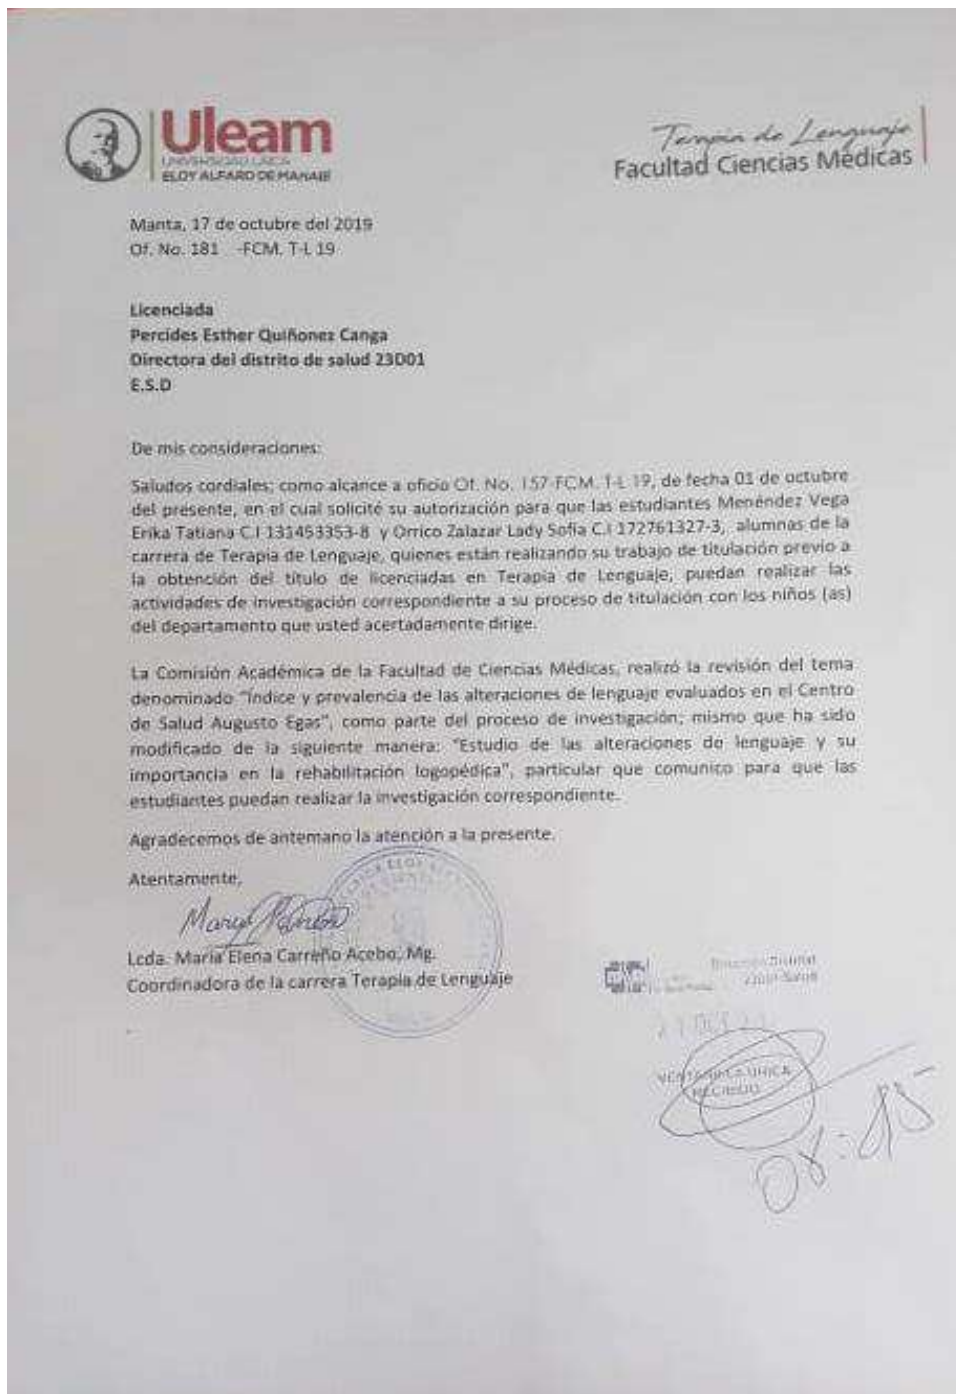 Uleam
UNIVERSIDAD LAICA
ELOY ALFARO DE MANABÍ
Terapia de Lenguaje
Facultad Ciencias Médicas
Manta, 17 de octubre del 2019
Of. No. 181 -FCM. T-L 19
Licenciada
Percides Esther Quiñonez Canga
Directora del distrito de salud 23D01
E.S.D
De mis consideraciones:
Saludos cordiales; como alcance a oficio Of. No. 157-FCM. T-L 19, de fecha 01 de octubre
del presente, en el cual solicité su autorización para que las estudiantes Menéndez Vega
Erika Tatiana C.I 131453353-8 y Orrico Zalazar Lady Sofía C.I 172761327-3, alumnas de la
carrera de Terapia de Lenguaje, quienes están realizando su trabajo de titulación previo a
la obtención del título de licenciadas en Terapia de Lenguaje, puedan realizar las
actividades de investigación correspondiente a su proceso de titulación con los niños (as)
del departamento que usted acertadamente dirige.
La Comisión Académica de la Facultad de Ciencias Médicas, realizó la revisión del tema
denominado "Índice y prevalencia de las alteraciones de lenguaje evaluados en el Centro
de Salud Augusto Egas", como parte del proceso de investigación; mismo que ha sido
modificado de la siguiente manera: "Estudio de las alteraciones de lenguaje y su
importancia en la rehabilitación logopédica", particular que comunico para que las
estudiantes puedan realizar la investigación correspondiente.
Agradecemos de antemano la atención a la presente.
Atentamente,
Lcda. María Elena Carreño Acebo, Mg.
Coordinadora de la carrera Terapia de Lenguaje
Dirección Distrital
23D01-Salud
VENTANILLA UNICA
RECIBIDO